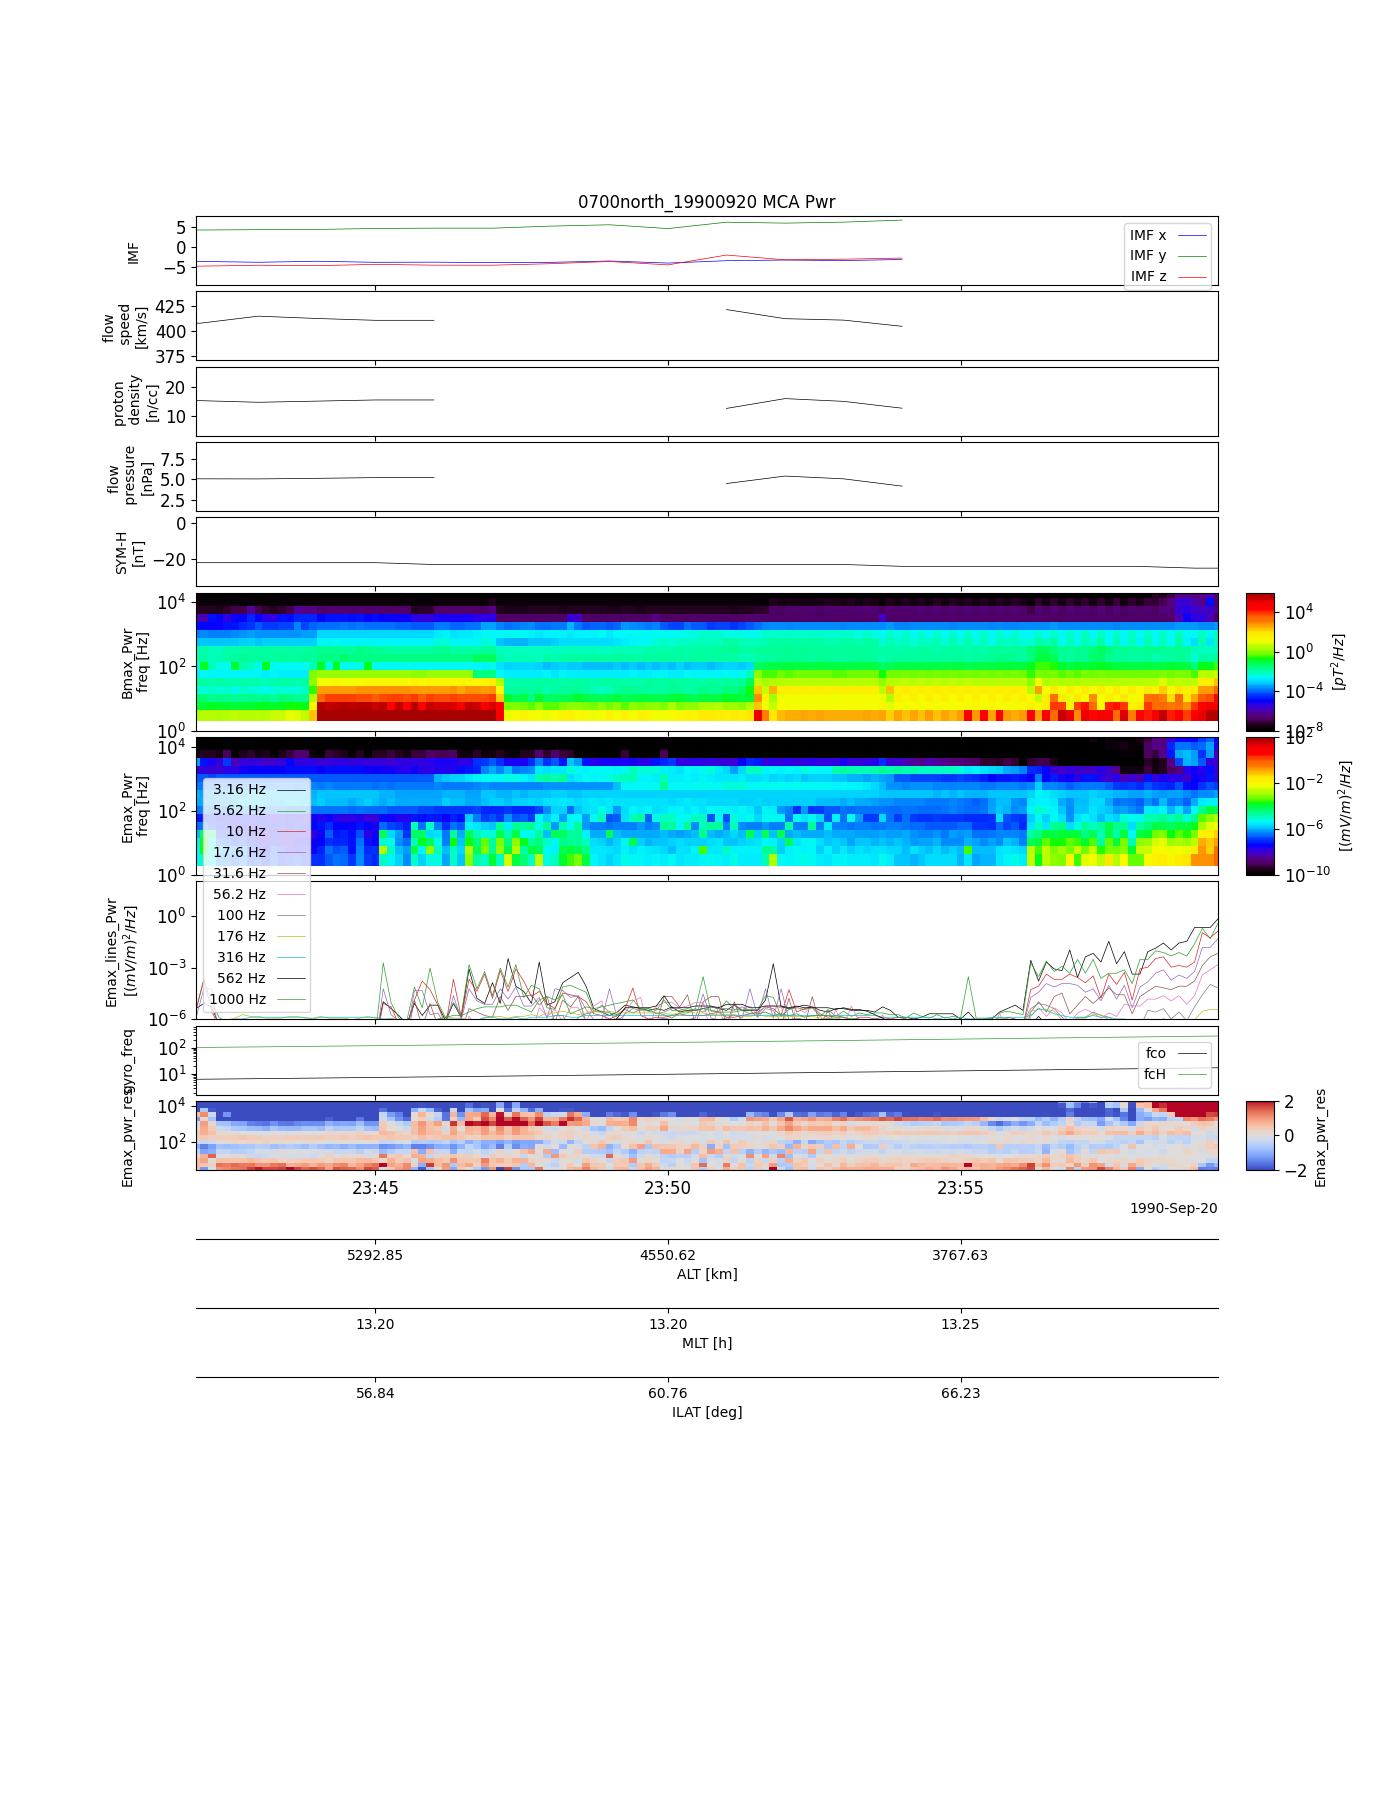 0700north_19900920 MCA Pwr
IMF
5
0
−5
IMF x
IMF y
IMF z
flow
speed
[km/s]
425
400
375
proton
density
[n/cc]
20
10
flow
pressure
[nPa]
7.5
5.0
2.5
SYM-H
[nT]
0
−20
Bmax_Pwr
freq [Hz]
10^4
10^2
10^0
10^4
10^0
10^-4
10^-8
[pT^2/Hz]
Emax_Pwr
freq [Hz]
10^4
10^2
10^0
10^2
10^-2
10^-6
10^-10
[(mV/m)^2/Hz]
3.16 Hz
5.62 Hz
10 Hz
17.6 Hz
31.6 Hz
56.2 Hz
100 Hz
176 Hz
316 Hz
562 Hz
1000 Hz
Emax_lines_Pwr
[(mV/m)^2/Hz]
10^0
10^-3
10^-6
gyro_freq
10^2
10^1
fco
fcH
Emax_pwr_res
10^4
10^2
2
0
−2
Emax_pwr_res
23:45
23:50
23:55
1990-Sep-20
5292.85
4550.62
3767.63
ALT [km]
13.20
13.20
13.25
MLT [h]
56.84
60.76
66.23
ILAT [deg]